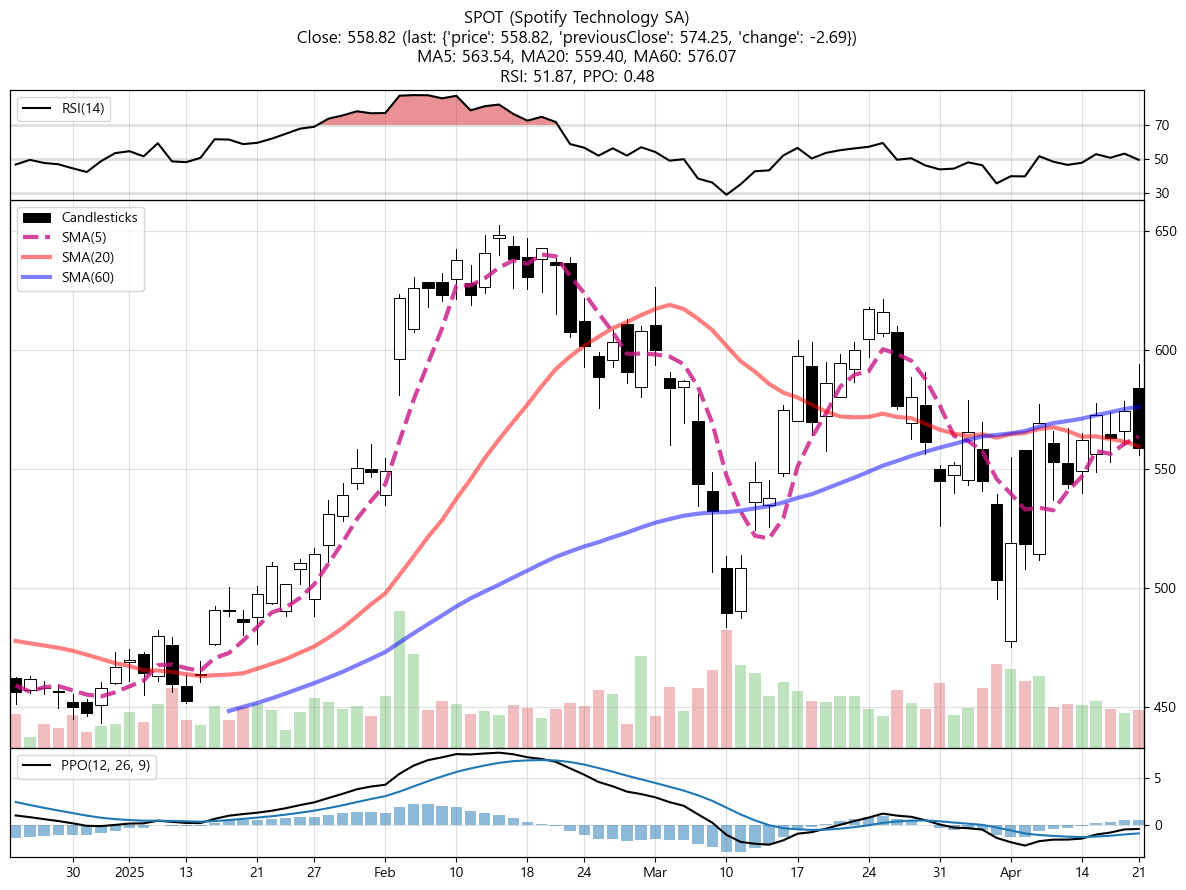 SPOT (Spotify Technology SA)
Close: 558.82 (last: {'price': 558.82, 'previousClose': 574.25, 'change': -2.69})
MA5: 563.54, MA20: 559.40, MA60: 576.07
RSI: 51.87, PPO: 0.48
RSI(14)
70
50
30
Candlesticks
SMA(5)
SMA(20)
SMA(60)
650
600
550
500
450
PPO(12, 26, 9)
5
0
30 2025 13 21 27 Feb 10 18 24 Mar 10 17 24 31 Apr 14 21